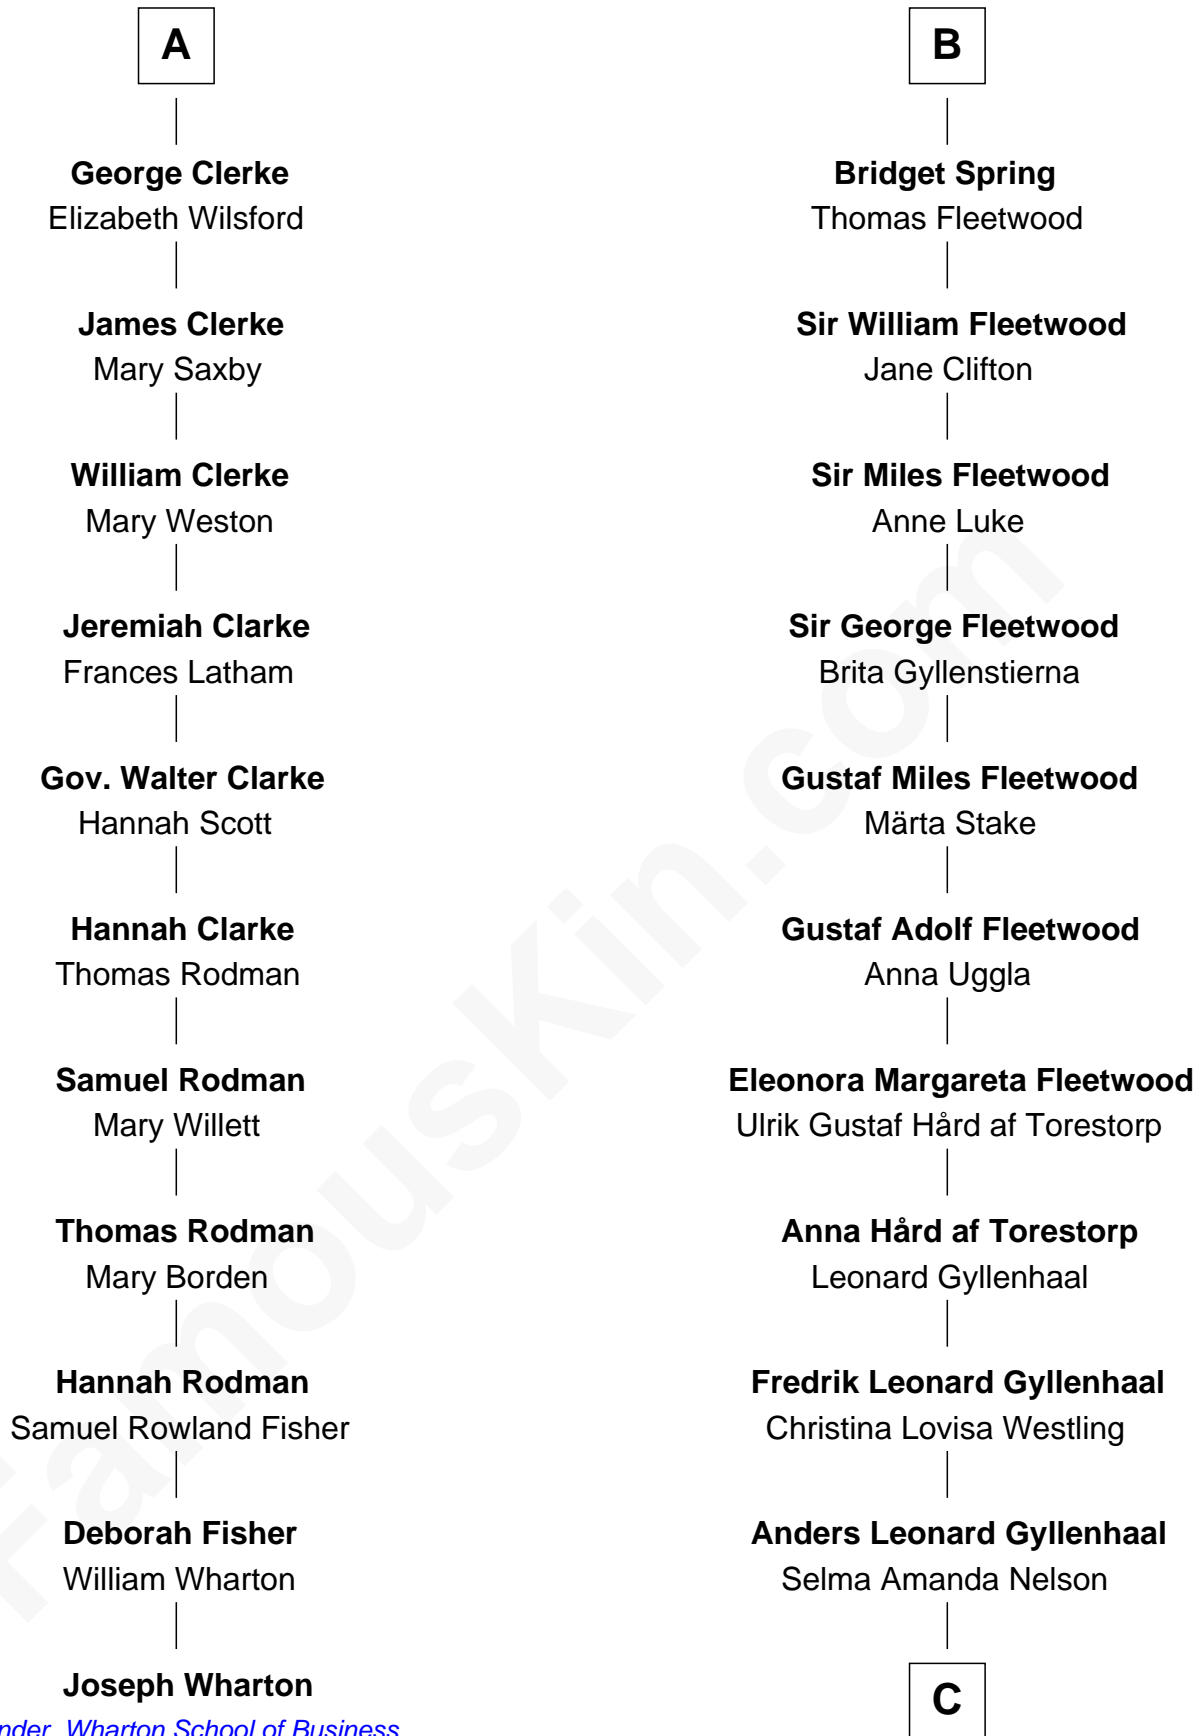 A
George Clerke
Elizabeth Wilsford
James Clerke
Mary Saxby
William Clerke
Mary Weston
Jeremiah Clarke
Frances Latham
Gov. Walter Clarke
Hannah Scott
Hannah Clarke
Thomas Rodman
Samuel Rodman
Mary Willett
Thomas Rodman
Mary Borden
Hannah Rodman
Samuel Rowland Fisher
Deborah Fisher
William Wharton
Joseph Wharton
nder, Wharton School of Business
B
Bridget Spring
Thomas Fleetwood
Sir William Fleetwood
Jane Clifton
Sir Miles Fleetwood
Anne Luke
Sir George Fleetwood
Brita Gyllenstierna
Gustaf Miles Fleetwood
Märta Stake
Gustaf Adolf Fleetwood
Anna Uggla
Eleonora Margareta Fleetwood
Ulrik Gustaf Hård af Torestorp
Anna Hård af Torestorp
Leonard Gyllenhaal
Fredrik Leonard Gyllenhaal
Christina Lovisa Westling
Anders Leonard Gyllenhaal
Selma Amanda Nelson
C
FamousKin.com